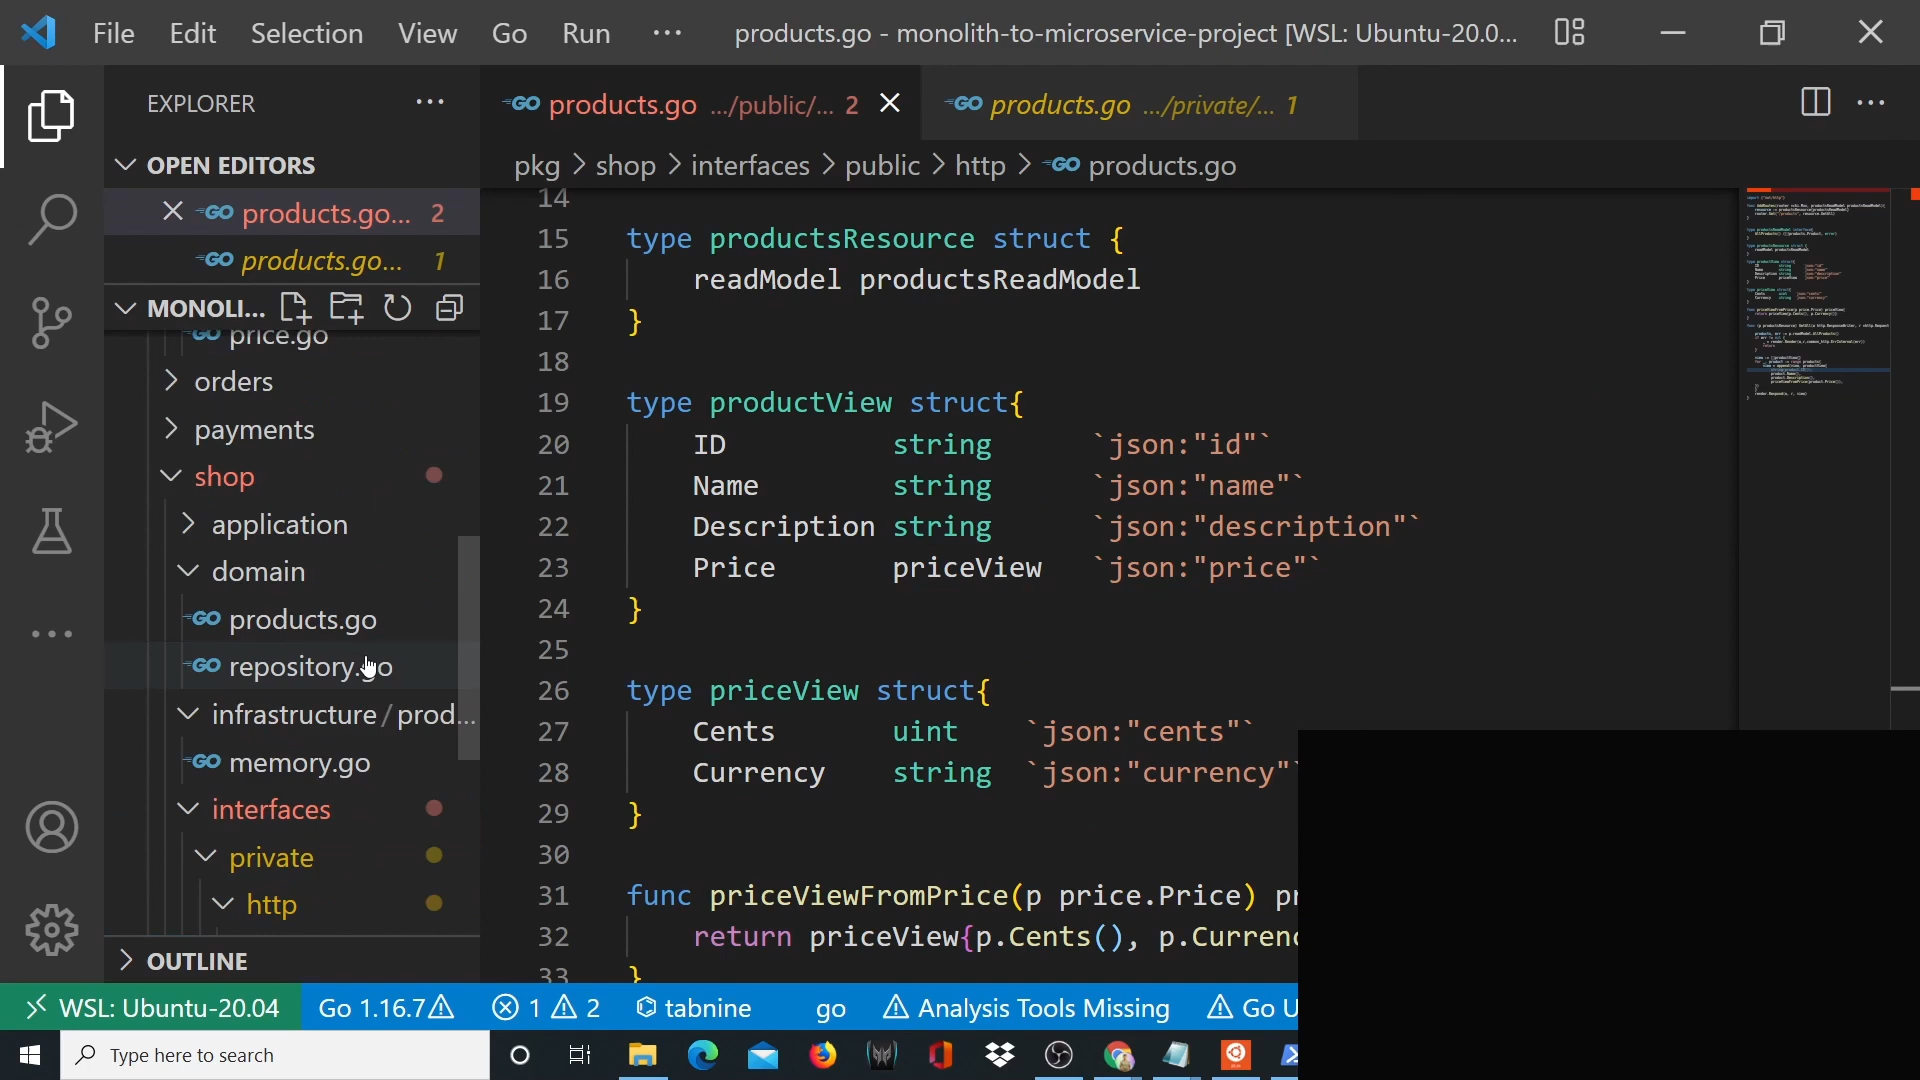 File Edit Selection View Go Run ··· products.go - monolith-to-microservice-project [WSL: Ubuntu-20.0...
EXPLORER ···
OPEN EDITORS
products.go... 2
products.go... 1
MONOLI...
price.go
orders
payments
shop
application
domain
products.go
repository.go
infrastructure / prod...
memory.go
interfaces
private
http
OUTLINE
GO products.go .../public/... 2
GO products.go .../private/... 1
pkg > shop > interfaces > public > http > GO products.go
14
15 type productsResource struct {
16 readModel productsReadModel
17 }
18
19 type productView struct{
20 ID string `json:"id"`
21 Name string `json:"name"`
22 Description string `json:"description"`
23 Price priceView `json:"price"`
24 }
25
26 type priceView struct{
27 Cents uint `json:"cents"`
28 Currency string `json:"currency"`
29 }
30
31 func priceViewFromPrice(p price.Price) pr
32 return priceView{p.Cents(), p.Currenc
33 }
WSL: Ubuntu-20.04 Go 1.16.7 1 2 tabnine go Analysis Tools Missing Go U
Type here to search